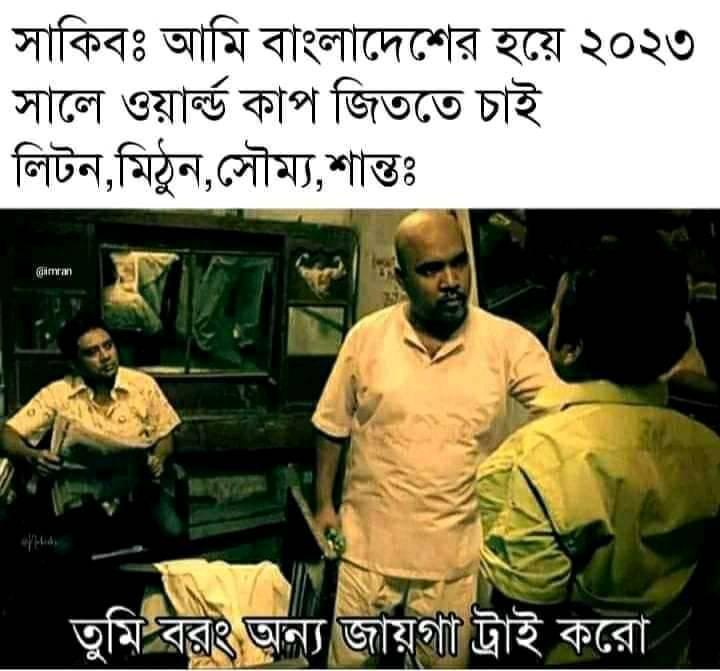 সাকিবঃ আমি বাংলাদেশের হয়ে ২০২৩
সালে ওয়ার্ল্ড কাপ জিততে চাই
লিটন,মিঠুন,সৌম্য,শান্তঃ
@imran
তুমি বরং অন্য জায়গা ট্রাই করো